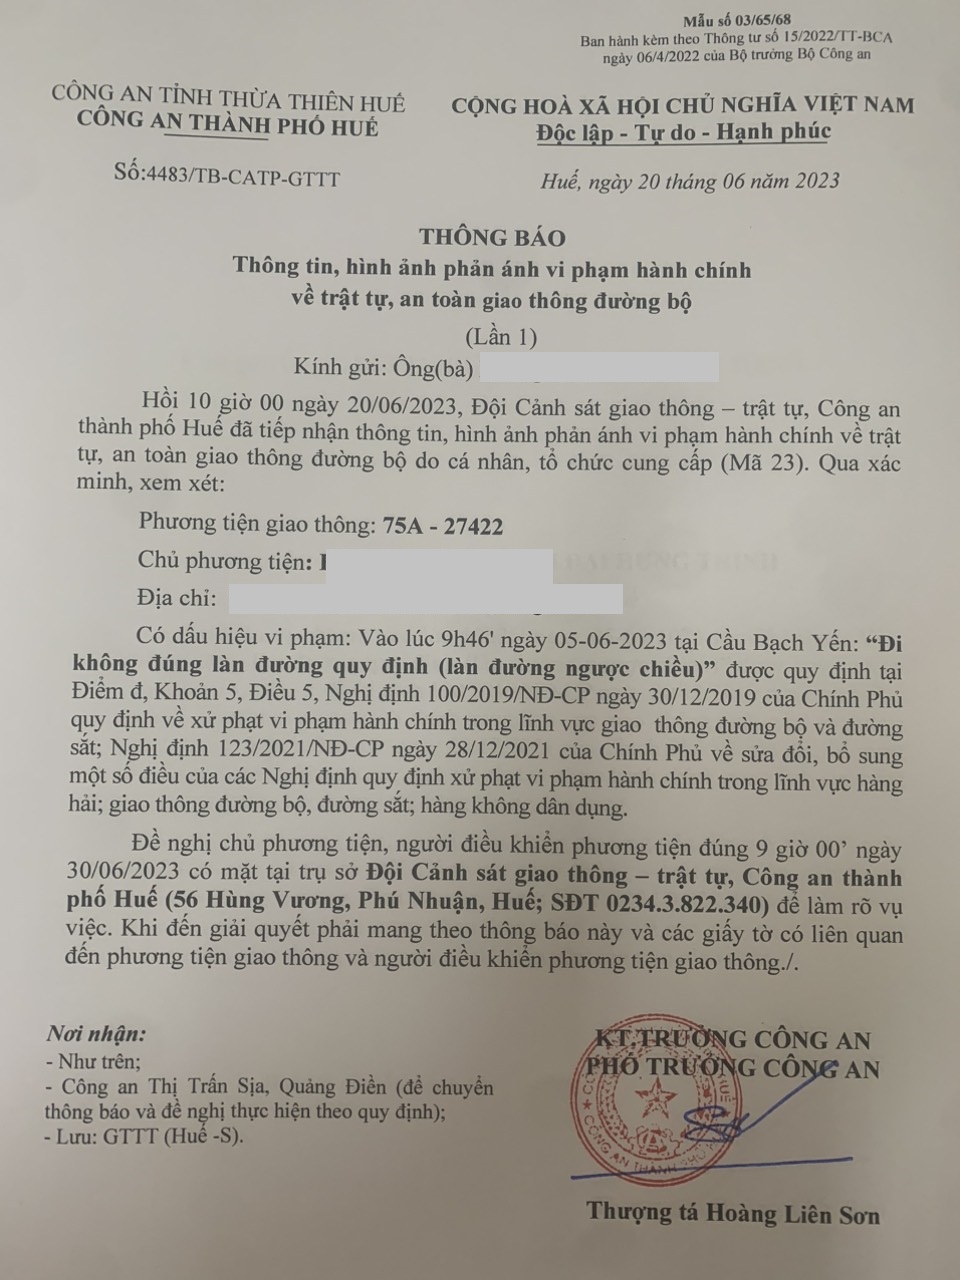 Mẫu số 03/65/68
Ban hành kèm theo Thông tư số 15/2022/TT-BCA
ngày 06/4/2022 của Bộ trưởng Bộ Công an
CÔNG AN TỈNH THỪA THIÊN HUẾ
CÔNG AN THÀNH PHỐ HUẾ
Số:4483/TB-CATP-GTTT
CỘNG HOÀ XÃ HỘI CHỦ NGHĨA VIỆT NAM
Độc lập - Tự do - Hạnh phúc
Huế, ngày 20 tháng 06 năm 2023
THÔNG BÁO
Thông tin, hình ảnh phản ánh vi phạm hành chính
về trật tự, an toàn giao thông đường bộ
(Lần 1)
Kính gửi: Ông(bà)
Hồi 10 giờ 00 ngày 20/06/2023, Đội Cảnh sát giao thông – trật tự, Công an
thành phố Huế đã tiếp nhận thông tin, hình ảnh phản ánh vi phạm hành chính về trật
tự, an toàn giao thông đường bộ do cá nhân, tổ chức cung cấp (Mã 23). Qua xác
minh, xem xét:
Phương tiện giao thông: 75A - 27422
Chủ phương tiện:
Địa chỉ:
Có dấu hiệu vi phạm: Vào lúc 9h46' ngày 05-06-2023 tại Cầu Bạch Yến: “Đi
không đúng làn đường quy định (làn đường ngược chiều)” được quy định tại
Điểm đ, Khoản 5, Điều 5, Nghị định 100/2019/NĐ-CP ngày 30/12/2019 của Chính Phủ
quy định về xử phạt vi phạm hành chính trong lĩnh vực giao thông đường bộ và đường
sắt; Nghị định 123/2021/NĐ-CP ngày 28/12/2021 của Chính Phủ về sửa đổi, bổ sung
một số điều của các Nghị định quy định xử phạt vi phạm hành chính trong lĩnh vực hàng
hải; giao thông đường bộ, đường sắt; hàng không dân dụng.
Đề nghị chủ phương tiện, người điều khiển phương tiện đúng 9 giờ 00’ ngày
30/06/2023 có mặt tại trụ sở Đội Cảnh sát giao thông – trật tự, Công an thành
phố Huế (56 Hùng Vương, Phú Nhuận, Huế; SĐT 0234.3.822.340) để làm rõ vụ
việc. Khi đến giải quyết phải mang theo thông báo này và các giấy tờ có liên quan
đến phương tiện giao thông và người điều khiển phương tiện giao thông./.
Nơi nhận:
- Như trên;
- Công an Thị Trấn Sịa, Quảng Điền (để chuyển
thông báo và đề nghị thực hiện theo quy định);
- Lưu: GTTT (Huế -S).
KT.TRƯỞNG CÔNG AN
PHÓ TRƯỞNG CÔNG AN
CÔNG AN THÀNH PHỐ
Thượng tá Hoàng Liên Sơn